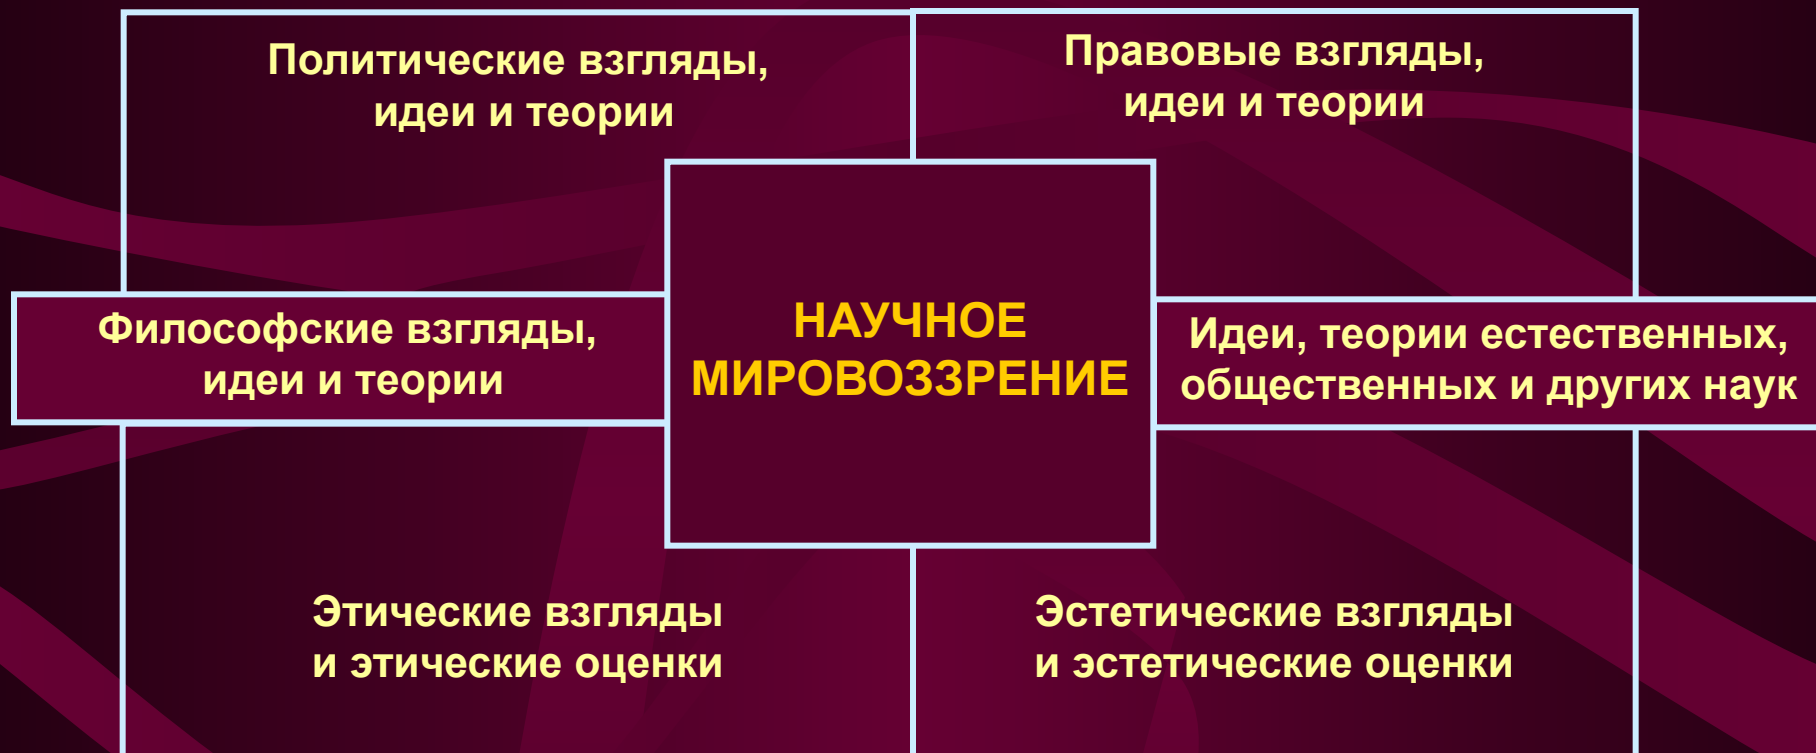 Политические взгляды,
идеи и теории
Правовые взгляды,
идеи и теории
Философские взгляды,
идеи и теории
НАУЧНОЕ
МИРОВОЗЗРЕНИЕ
Идеи, теории естественных,
общественных и других наук
Этические взгляды
и этические оценки
Эстетические взгляды
и эстетические оценки